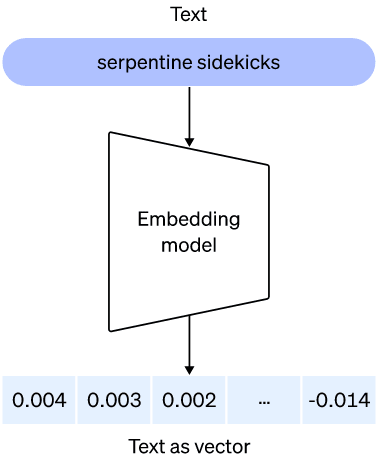 Text
serpentine sidekicks
Embedding
model
0.004 0.003 0.002 ... -0.014
Text as vector